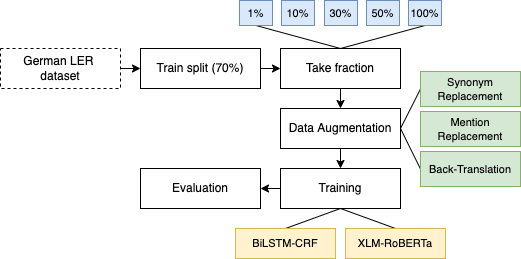 1%
10%
30%
50%
100%
German LER
dataset
Train split (70%)
Take fraction
Synonym
Replacement
Data Augmentation
Mention
Replacement
Back-Translation
Evaluation
Training
BiLSTM-CRF
XLM-RoBERTa